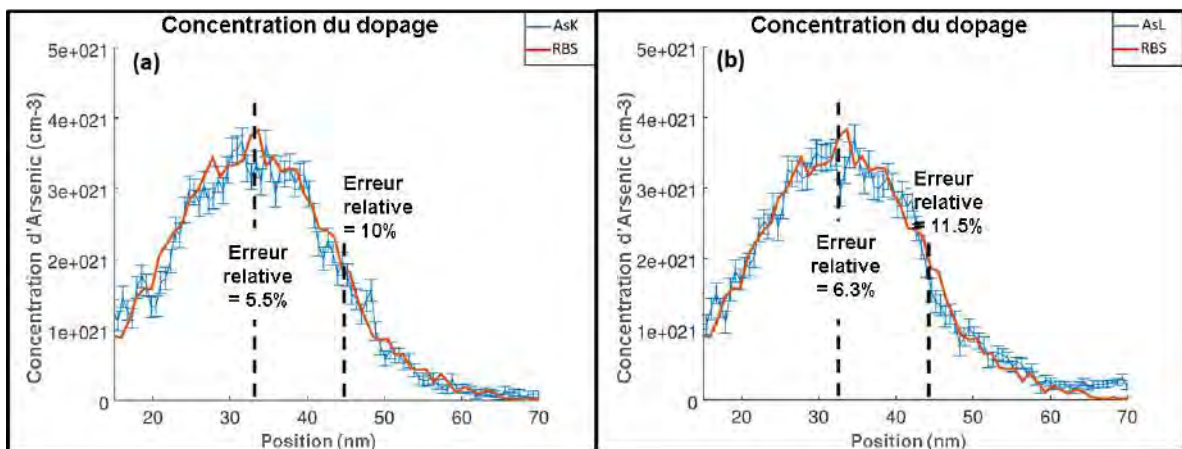 Concentration du dopage
AsK
RBS
(a)
5e+021
4e+021
3e+021
2e+021
1e+021
0
Concentration d'Arsenic (cm-3)
Erreur
relative
= 10%
Erreur
relative
= 5.5%
20 30 40 50 60 70
Position (nm)
Concentration du dopage
AsL
RBS
(b)
5e+021
4e+021
3e+021
2e+021
1e+021
0
Concentration d'Arsenic (cm-3)
Erreur
relative
= 11.5%
Erreur
relative
= 6.3%
20 30 40 50 60 70
Position (nm)